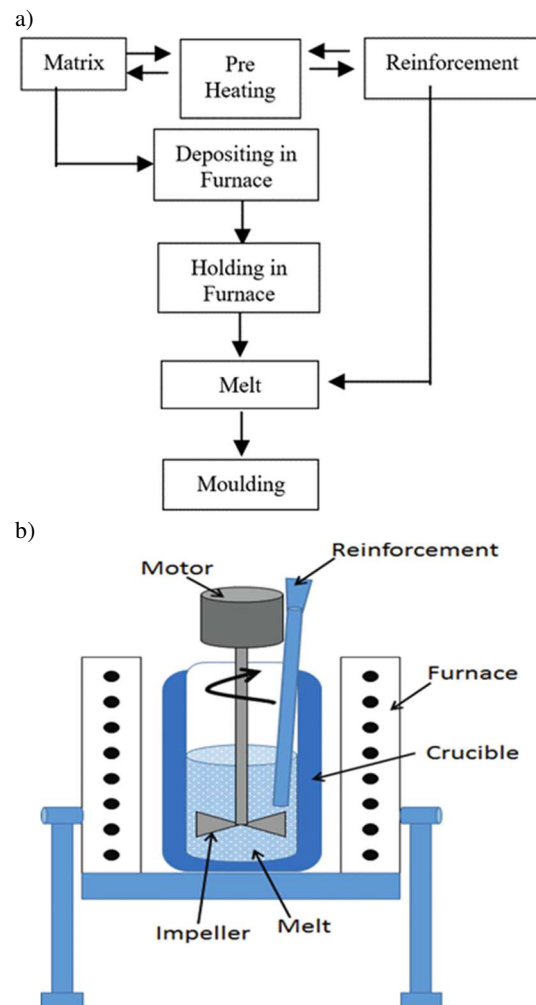 a)
Matrix
Pre
Heating
Reinforcement
Depositing in
Furnace
Holding in
Furnace
Melt
Moulding
b)
Reinforcement
Motor
Furnace
Crucible
Impeller
Melt